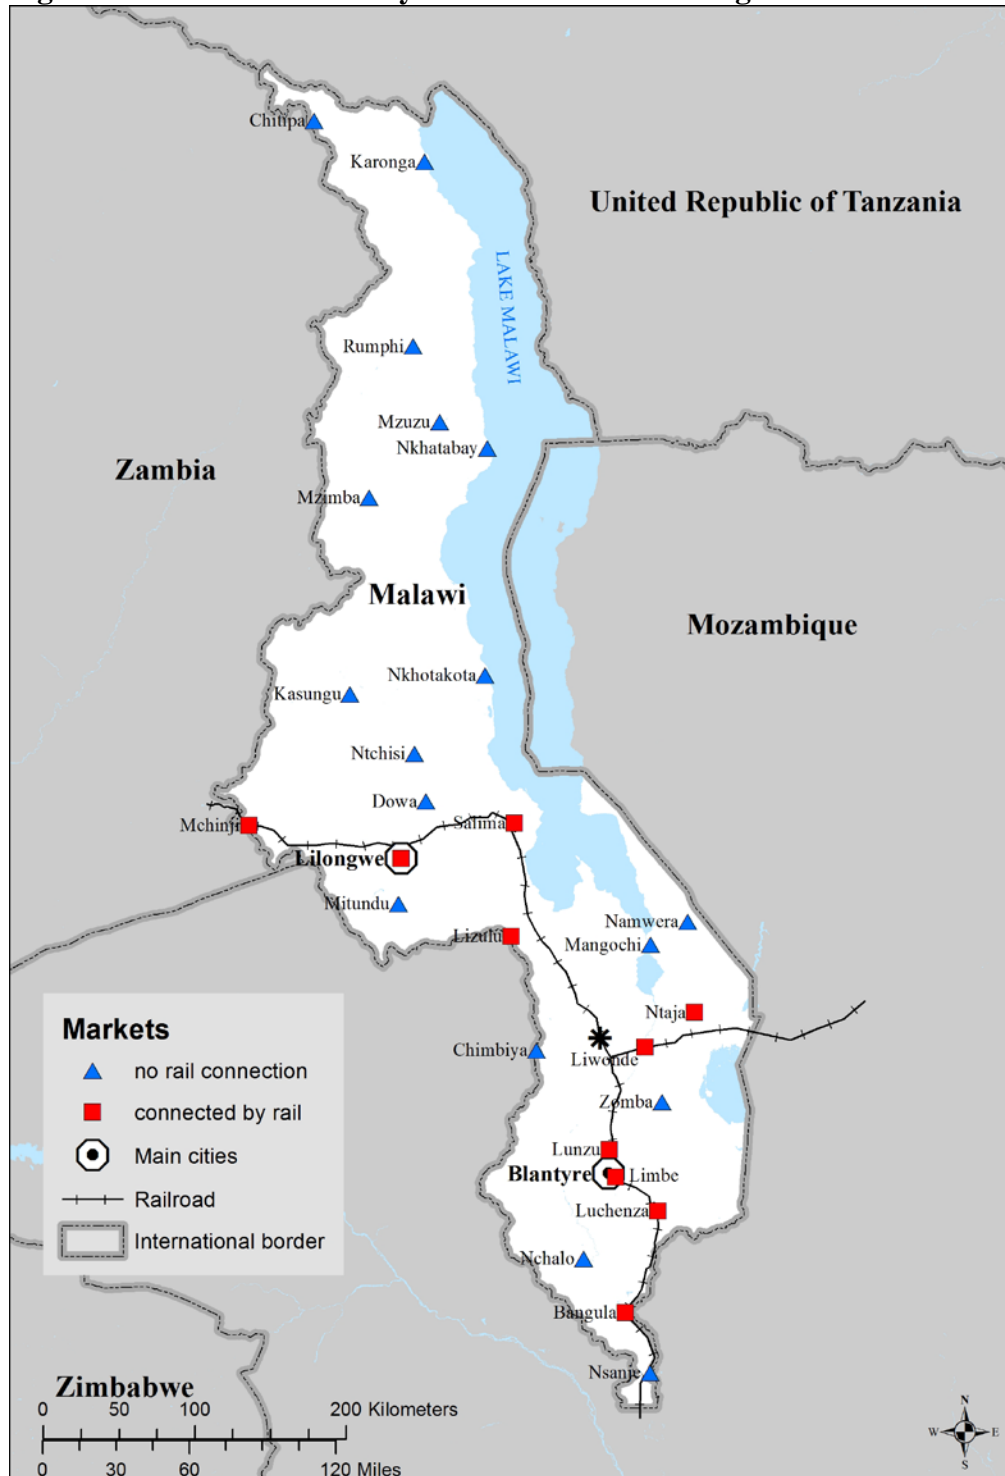 Chitipa
Karonga
United Republic of Tanzania
LAKE MALAWI
Rumphi
Mzuzu
Nkhatabay
Zambia
Mzimba
Malawi
Mozambique
Nkhotakota
Kasungu
Ntchisi
Dowa
Mchinji
Salima
Lilongwe
Mitundu
Namwera
Lizulu
Mangochi
Ntaja
Chimbiya
Liwonde
Zomba
Lunzu
Blantyre
Limbe
Luchenza
Nchalo
Bangula
Nsanje
Markets
no rail connection
connected by rail
Main cities
Railroad
International border
Zimbabwe
0 50 100 200 Kilometers
0 30 60 120 Miles
N
W E
S